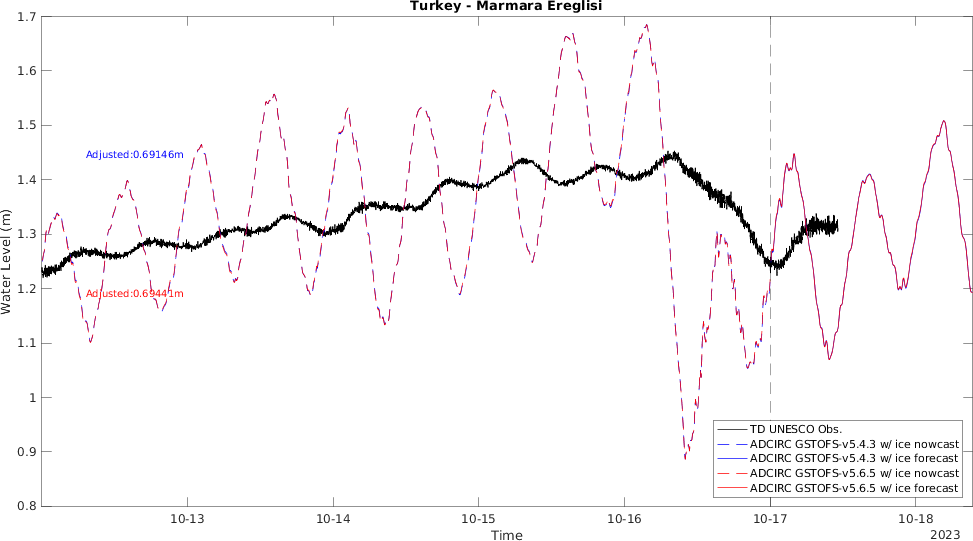 Turkey - Marmara Ereglisi
1.7
1.6
1.5
1.4
1.3
1.2
1.1
1
0.9
0.8
Water Level (m)
Adjusted:0.69146m
Adjusted:0.69441m
TD UNESCO Obs.
ADCIRC GSTOFS-v5.4.3 w/ ice nowcast
ADCIRC GSTOFS-v5.4.3 w/ ice forecast
ADCIRC GSTOFS-v5.6.5 w/ ice nowcast
ADCIRC GSTOFS-v5.6.5 w/ ice forecast
10-13
10-14
10-15
10-16
10-17
10-18
Time
2023